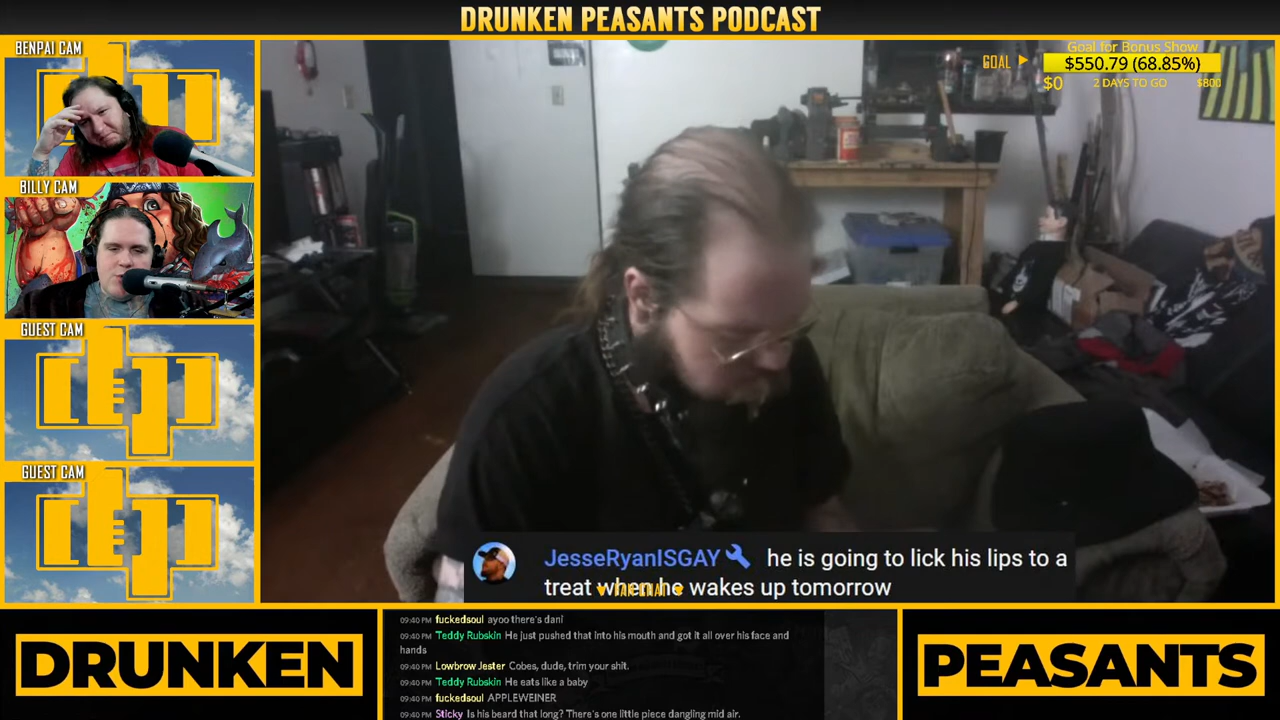 DRUNKEN PEASANTS PODCAST
BENPAI CAM
BILLY CAM
GUEST CAM
GUEST CAM
Goal for Bonus Show
GOAL
$550.79 (68.85%)
$0 2 DAYS TO GO $800
JesseRyanISGAY he is going to lick his lips to a
treat when he wakes up tomorrow
DRUNKEN
09:40 PM fuckedsoul ayoo there's dani
09:40 PM Teddy Rubskin He just pushed that into his mouth and got it all over his face and
hands
09:40 PM Lowbrow Jester Cobes, dude, trim your shit.
09:40 PM Teddy Rubskin He eats like a baby
09:40 PM fuckedsoul APPLEWEINER
09:40 PM Sticky Is his beard that long? There's one little piece dangling mid air.
PEASANTS